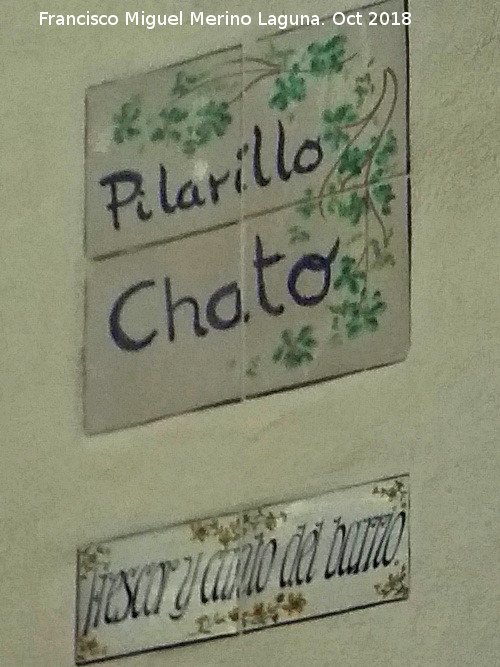 Francisco Miguel Merino Laguna. Oct 2018
Pilarillo
Chato
Frescor y canto del barrio.